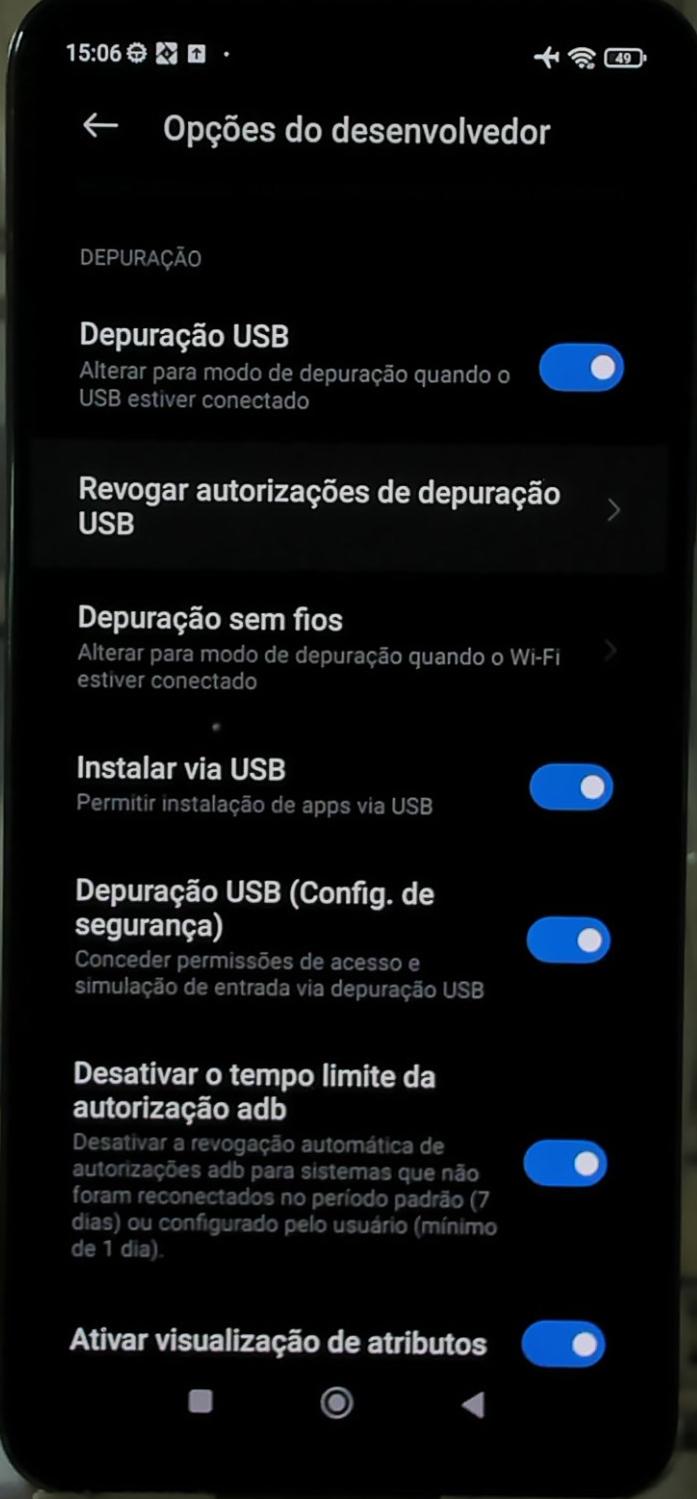 15:06
49
Opções do desenvolvedor
DEPURAÇÃO
Depuração USB
Alterar para modo de depuração quando o
USB estiver conectado
Revogar autorizações de depuração
USB
Depuração sem fios
Alterar para modo de depuração quando o Wi-Fi
estiver conectado
Instalar via USB
Permitir instalação de apps via USB
Depuração USB (Config. de
segurança)
Conceder permissões de acesso e
simulação de entrada via depuração USB
Desativar o tempo limite da
autorização adb
Desativar a revogação automática de
autorizações adb para sistemas que não
foram reconectados no período padrão (7
dias) ou configurado pelo usuário (mínimo
de 1 dia).
Ativar visualização de atributos